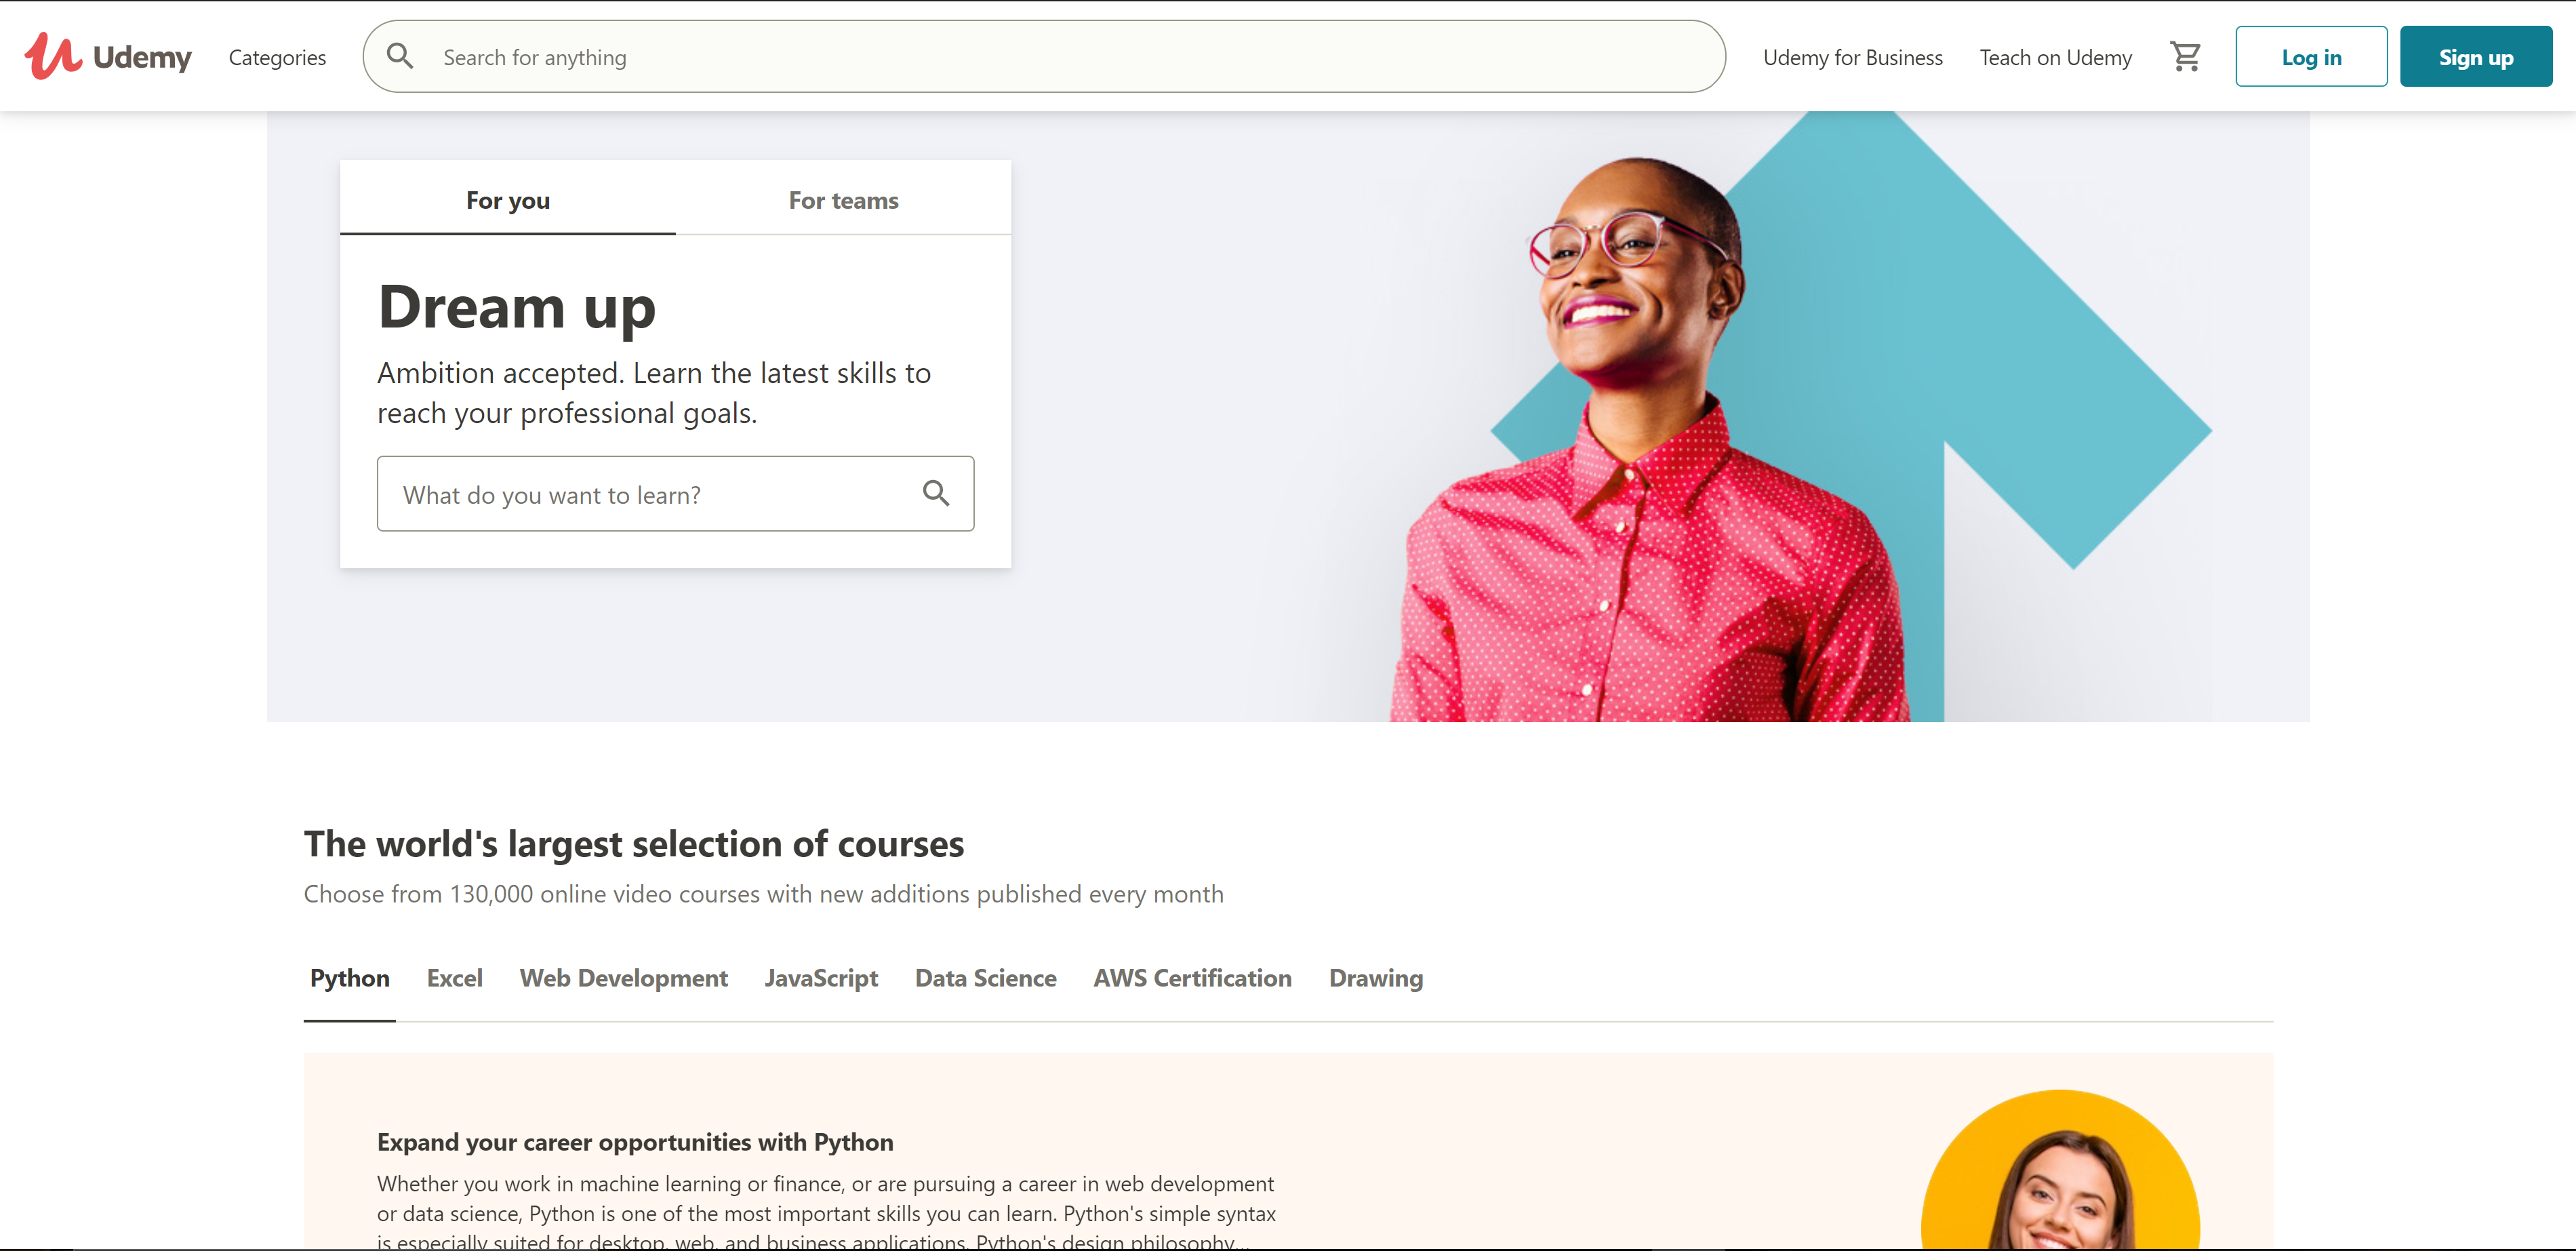 Udemy
Categories
Search for anything
Udemy for Business
Teach on Udemy
Log in
Sign up
For you
For teams
Dream up
Ambition accepted. Learn the latest skills to
reach your professional goals.
What do you want to learn?
The world's largest selection of courses
Choose from 130,000 online video courses with new additions published every month
Python
Excel
Web Development
JavaScript
Data Science
AWS Certification
Drawing
Expand your career opportunities with Python
Whether you work in machine learning or finance, or are pursuing a career in web development
or data science, Python is one of the most important skills you can learn. Python's simple syntax
is especially suited for desktop, web, and business applications. Python's design philosophy...